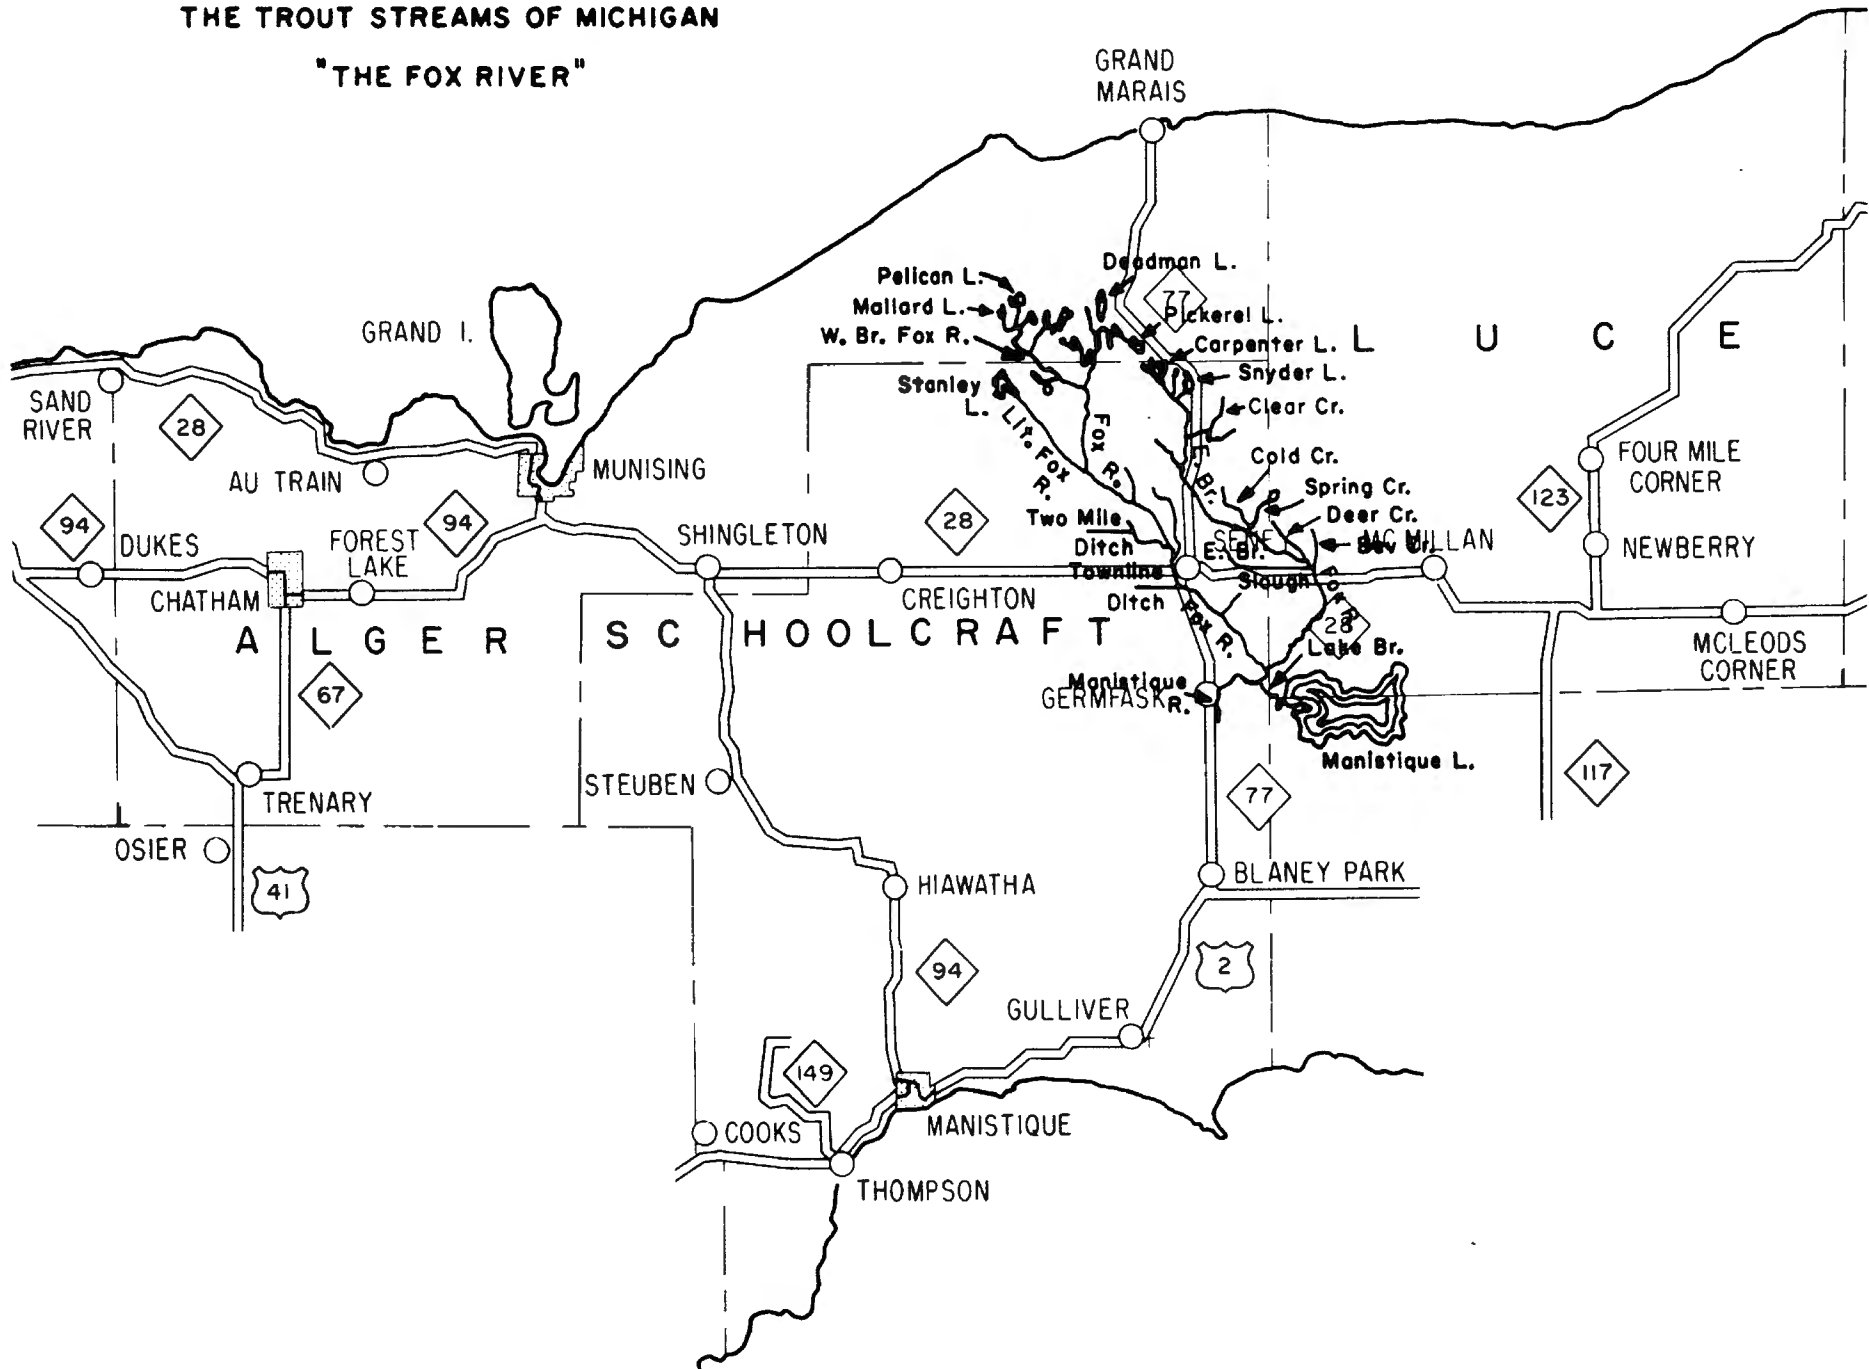 THE TROUT STREAMS OF MICHIGAN
"THE FOX RIVER"
GRAND
MARAIS
Deadman L.
Pelican L.
77
Mallard L.
Pickerel L.
GRAND I.
W. Br. Fox R.
Carpenter L.
L U C E
Snyder L.
Stanley
L.
SAND
RIVER
28
Clear Cr.
Lit. Fox
R.
Fox
R.
E.
Br.
Cold Cr.
FOUR MILE
CORNER
AU TRAIN
MUNISING
Spring Cr.
123
94
94
28
Two Mile
Ditch
Deer Cr.
DUKES
FOREST
LAKE
SHINGLETON
E. Br.
MC MILLAN
NEWBERRY
Townline
Ditch
Slough
Fox R.
CHATHAM
CREIGHTON
Fox R.
28
A L G E R
S C H O O L C R A F T
Lake Br.
MCLEODS
CORNER
67
Manistique
R.
GERMFASK
Manistique L.
STEUBEN
117
TRENARY
77
OSIER
41
HIAWATHA
BLANEY PARK
94
2
GULLIVER
149
COOKS
MANISTIQUE
THOMPSON